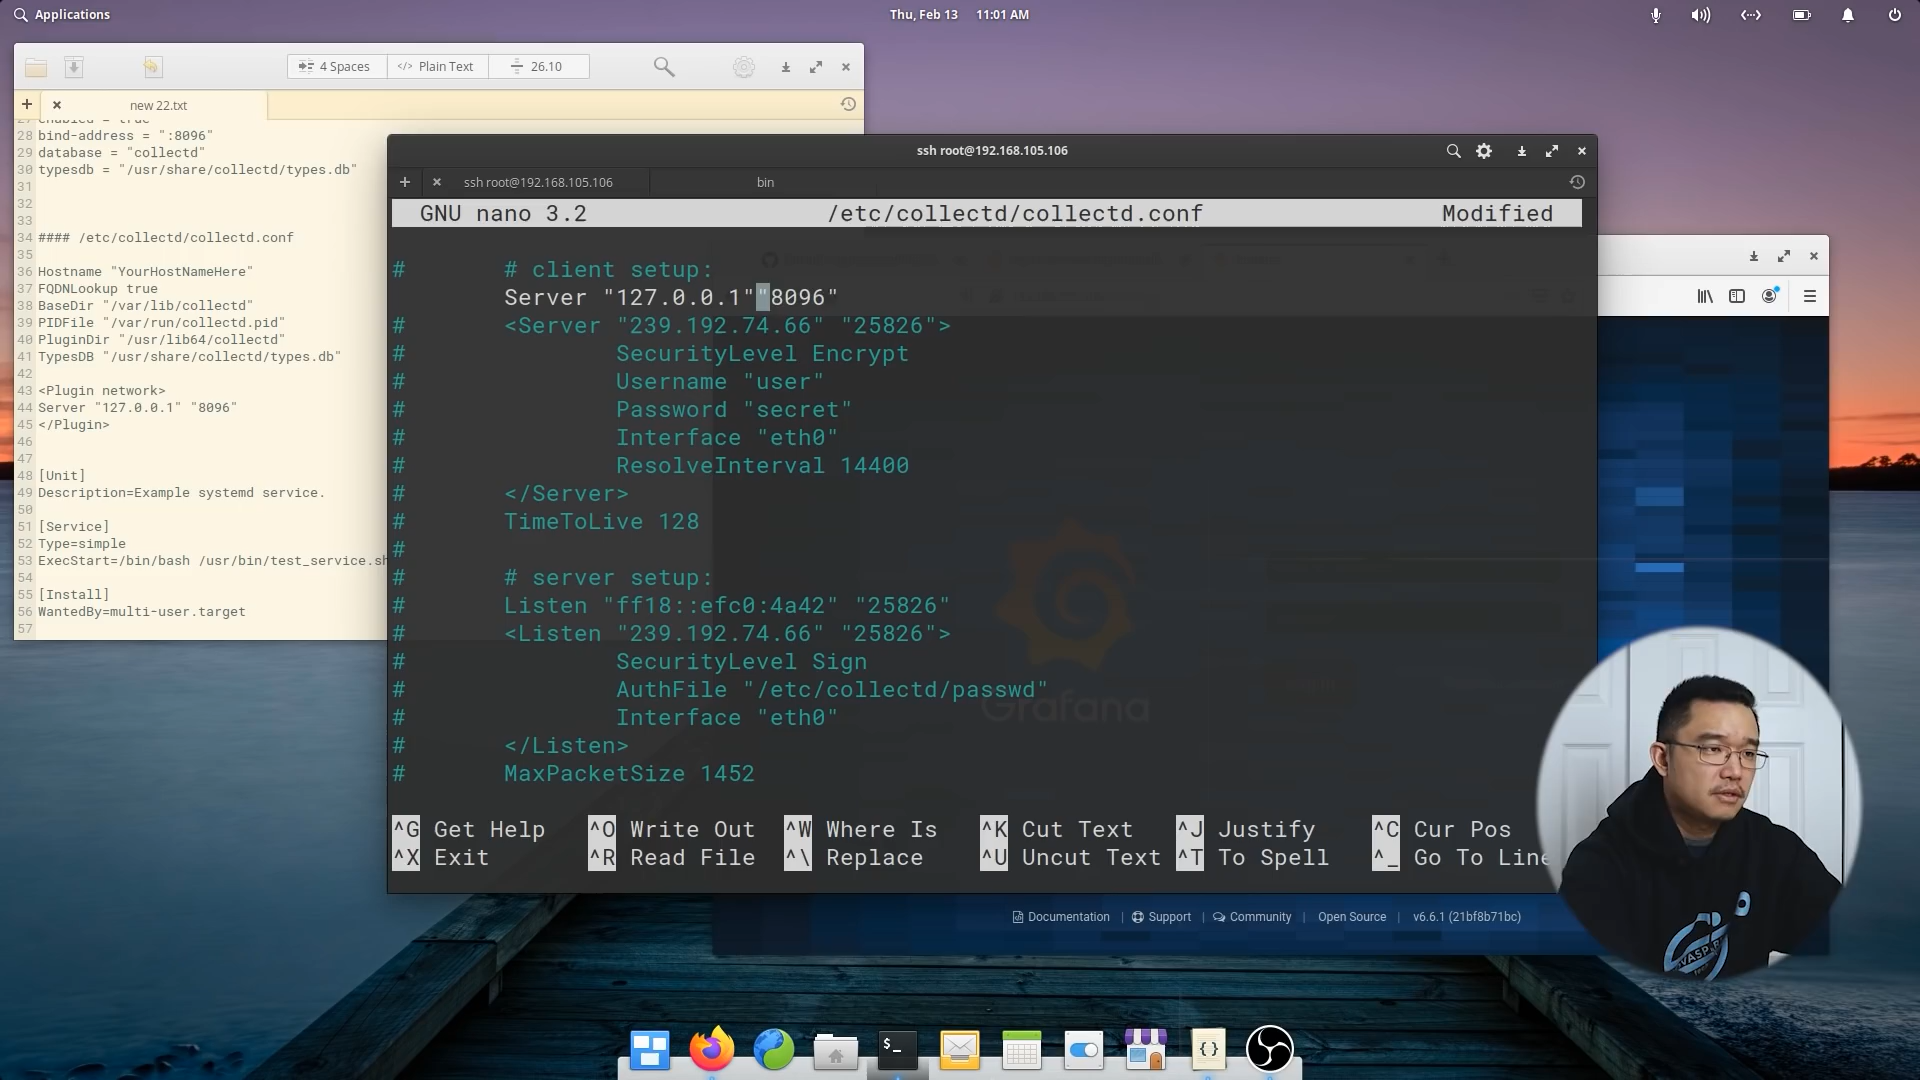 Applications
Thu, Feb 13 11:01 AM
4 Spaces
</> Plain Text
26.10
new 22.txt
28 bind-address = ":8096"
29 database = "collectd"
30 typesdb = "/usr/share/collectd/types.db"
31
32
33
34 #### /etc/collectd/collectd.conf
35
36 Hostname "YourHostNameHere"
37 FQDNLookup true
38 BaseDir "/var/lib/collectd"
39 PIDFile "/var/run/collectd.pid"
40 PluginDir "/usr/lib64/collectd"
41 TypesDB "/usr/share/collectd/types.db"
42
43 <Plugin network>
44 Server "127.0.0.1" "8096"
45 </Plugin>
46
47
48 [Unit]
49 Description=Example systemd service.
50
51 [Service]
52 Type=simple
53 ExecStart=/bin/bash /usr/bin/test_service.sh
54
55 [Install]
56 WantedBy=multi-user.target
57
ssh root@192.168.105.106
ssh root@192.168.105.106
bin
GNU nano 3.2 /etc/collectd/collectd.conf Modified
# # client setup:
Server "127.0.0.1""8096"
# <Server "239.192.74.66" "25826">
# SecurityLevel Encrypt
# Username "user"
# Password "secret"
# Interface "eth0"
# ResolveInterval 14400
# </Server>
# TimeToLive 128
#
# # server setup:
# Listen "ff18::efc0:4a42" "25826"
# <Listen "239.192.74.66" "25826">
# SecurityLevel Sign
# AuthFile "/etc/collectd/passwd"
# Interface "eth0"
# </Listen>
# MaxPacketSize 1452
^G Get Help ^O Write Out ^W Where Is ^K Cut Text ^J Justify ^C Cur Pos
^X Exit ^R Read File ^\ Replace ^U Uncut Text ^T To Spell ^_ Go To Line
Grafana
Documentation | Support | Community | Open Source | v6.6.1 (21bf8b71bc)